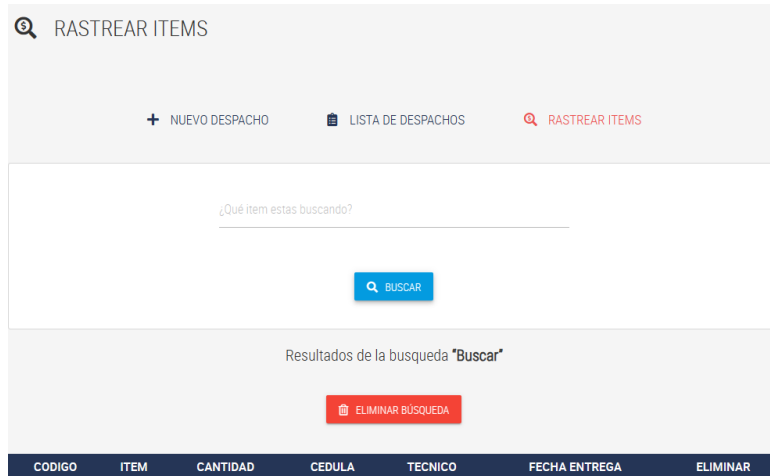 RASTREAR ITEMS
NUEVO DESPACHO LISTA DE DESPACHOS RASTREAR ITEMS
¿Qué item estas buscando?
BUSCAR
Resultados de la busqueda "Buscar"
ELIMINAR BÚSQUEDA
CODIGO ITEM CANTIDAD CEDULA TECNICO FECHA ENTREGA ELIMINAR